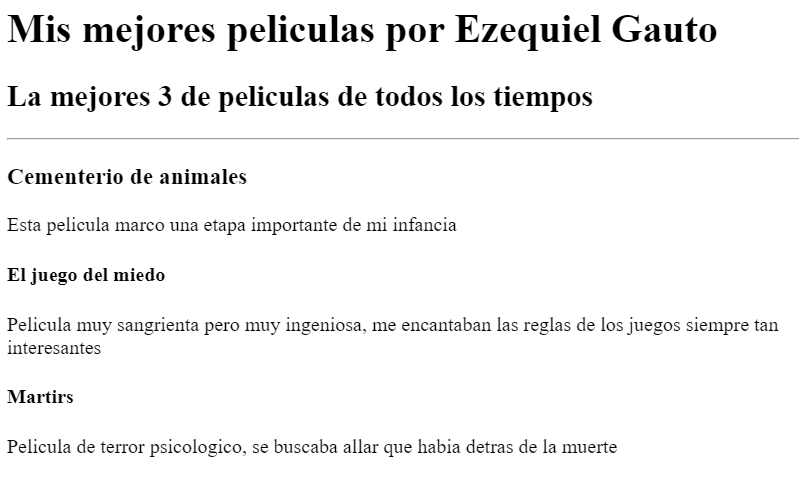 Mis mejores peliculas por Ezequiel Gauto
La mejores 3 de peliculas de todos los tiempos
Cementerio de animales
Esta pelicula marco una etapa importante de mi infancia
El juego del miedo
Pelicula muy sangrienta pero muy ingeniosa, me encantaban las reglas de los juegos siempre tan
interesantes
Martirs
Pelicula de terror psicologico, se buscaba allar que habia detras de la muerte